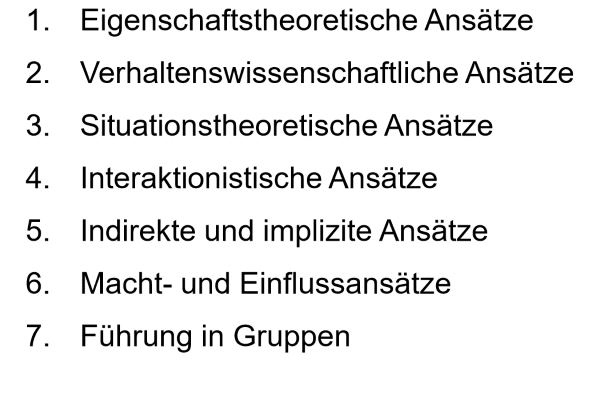 1. Eigenschaftstheoretische Ansätze
2. Verhaltenswissenschaftliche Ansätze
3. Situationstheoretische Ansätze
4. Interaktionistische Ansätze
5. Indirekte und implizite Ansätze
6. Macht- und Einflussansätze
7. Führung in Gruppen